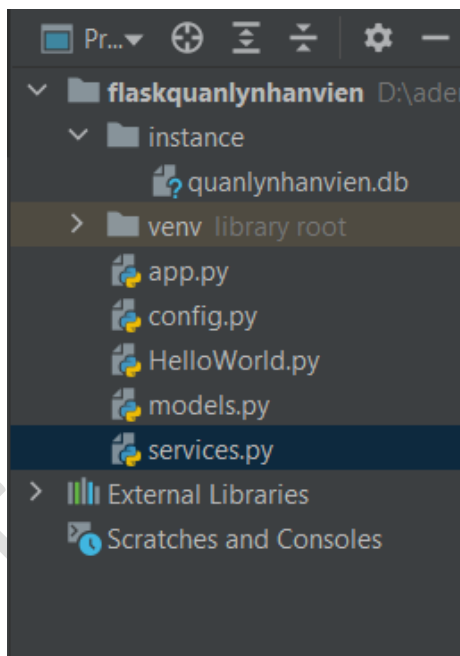 Pr...
flaskquanlynhanvien D:\ade
instance
quanlynhanvien.db
venv library root
app.py
config.py
HelloWorld.py
models.py
services.py
External Libraries
Scratches and Consoles